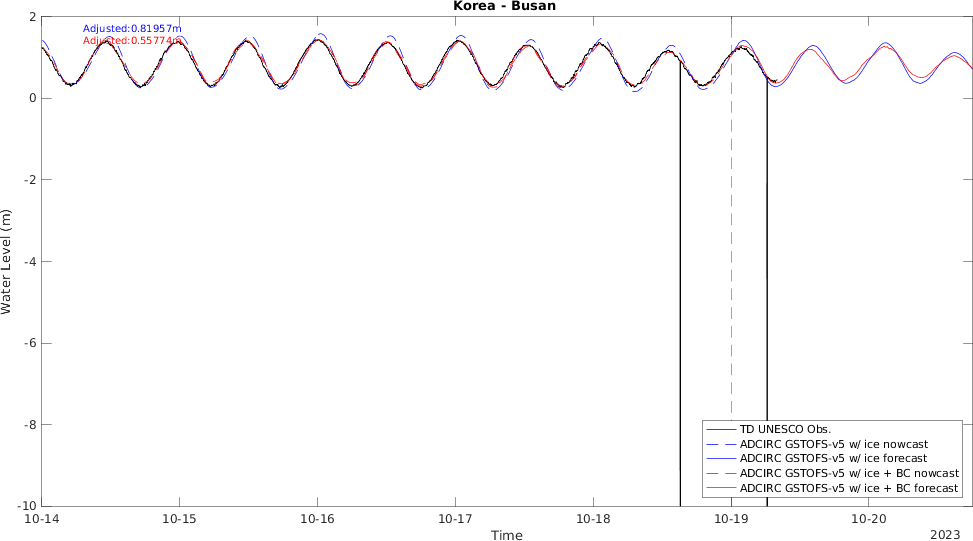 Korea - Busan
Adjusted:0.81957m
Adjusted:0.55774m
2
0
-2
-4
-6
-8
-10
Water Level (m)
10-14
10-15
10-16
10-17
10-18
10-19
10-20
Time
2023
TD UNESCO Obs.
ADCIRC GSTOFS-v5 w/ ice nowcast
ADCIRC GSTOFS-v5 w/ ice forecast
ADCIRC GSTOFS-v5 w/ ice + BC nowcast
ADCIRC GSTOFS-v5 w/ ice + BC forecast